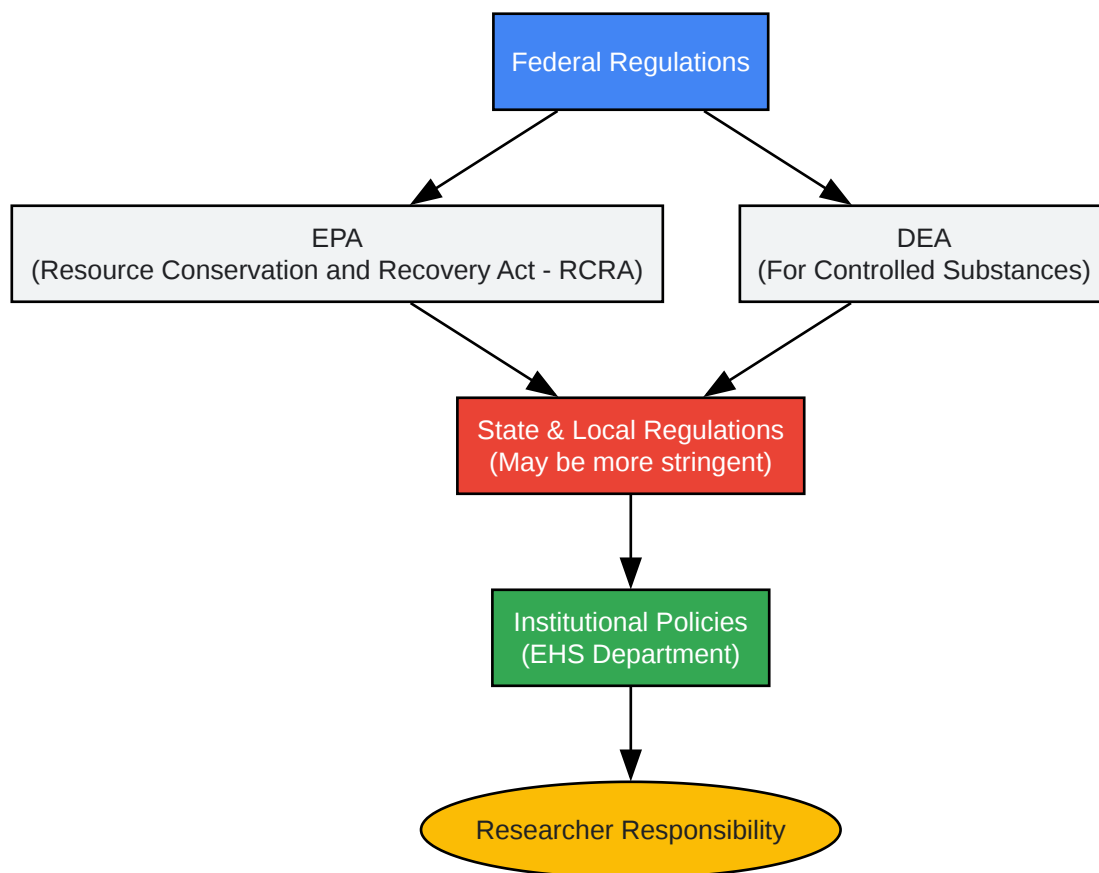 Federal Regulations
EPA
(Resource Conservation and Recovery Act - RCRA)
DEA
(For Controlled Substances)
State & Local Regulations
(May be more stringent)
Institutional Policies
(EHS Department)
Researcher Responsibility